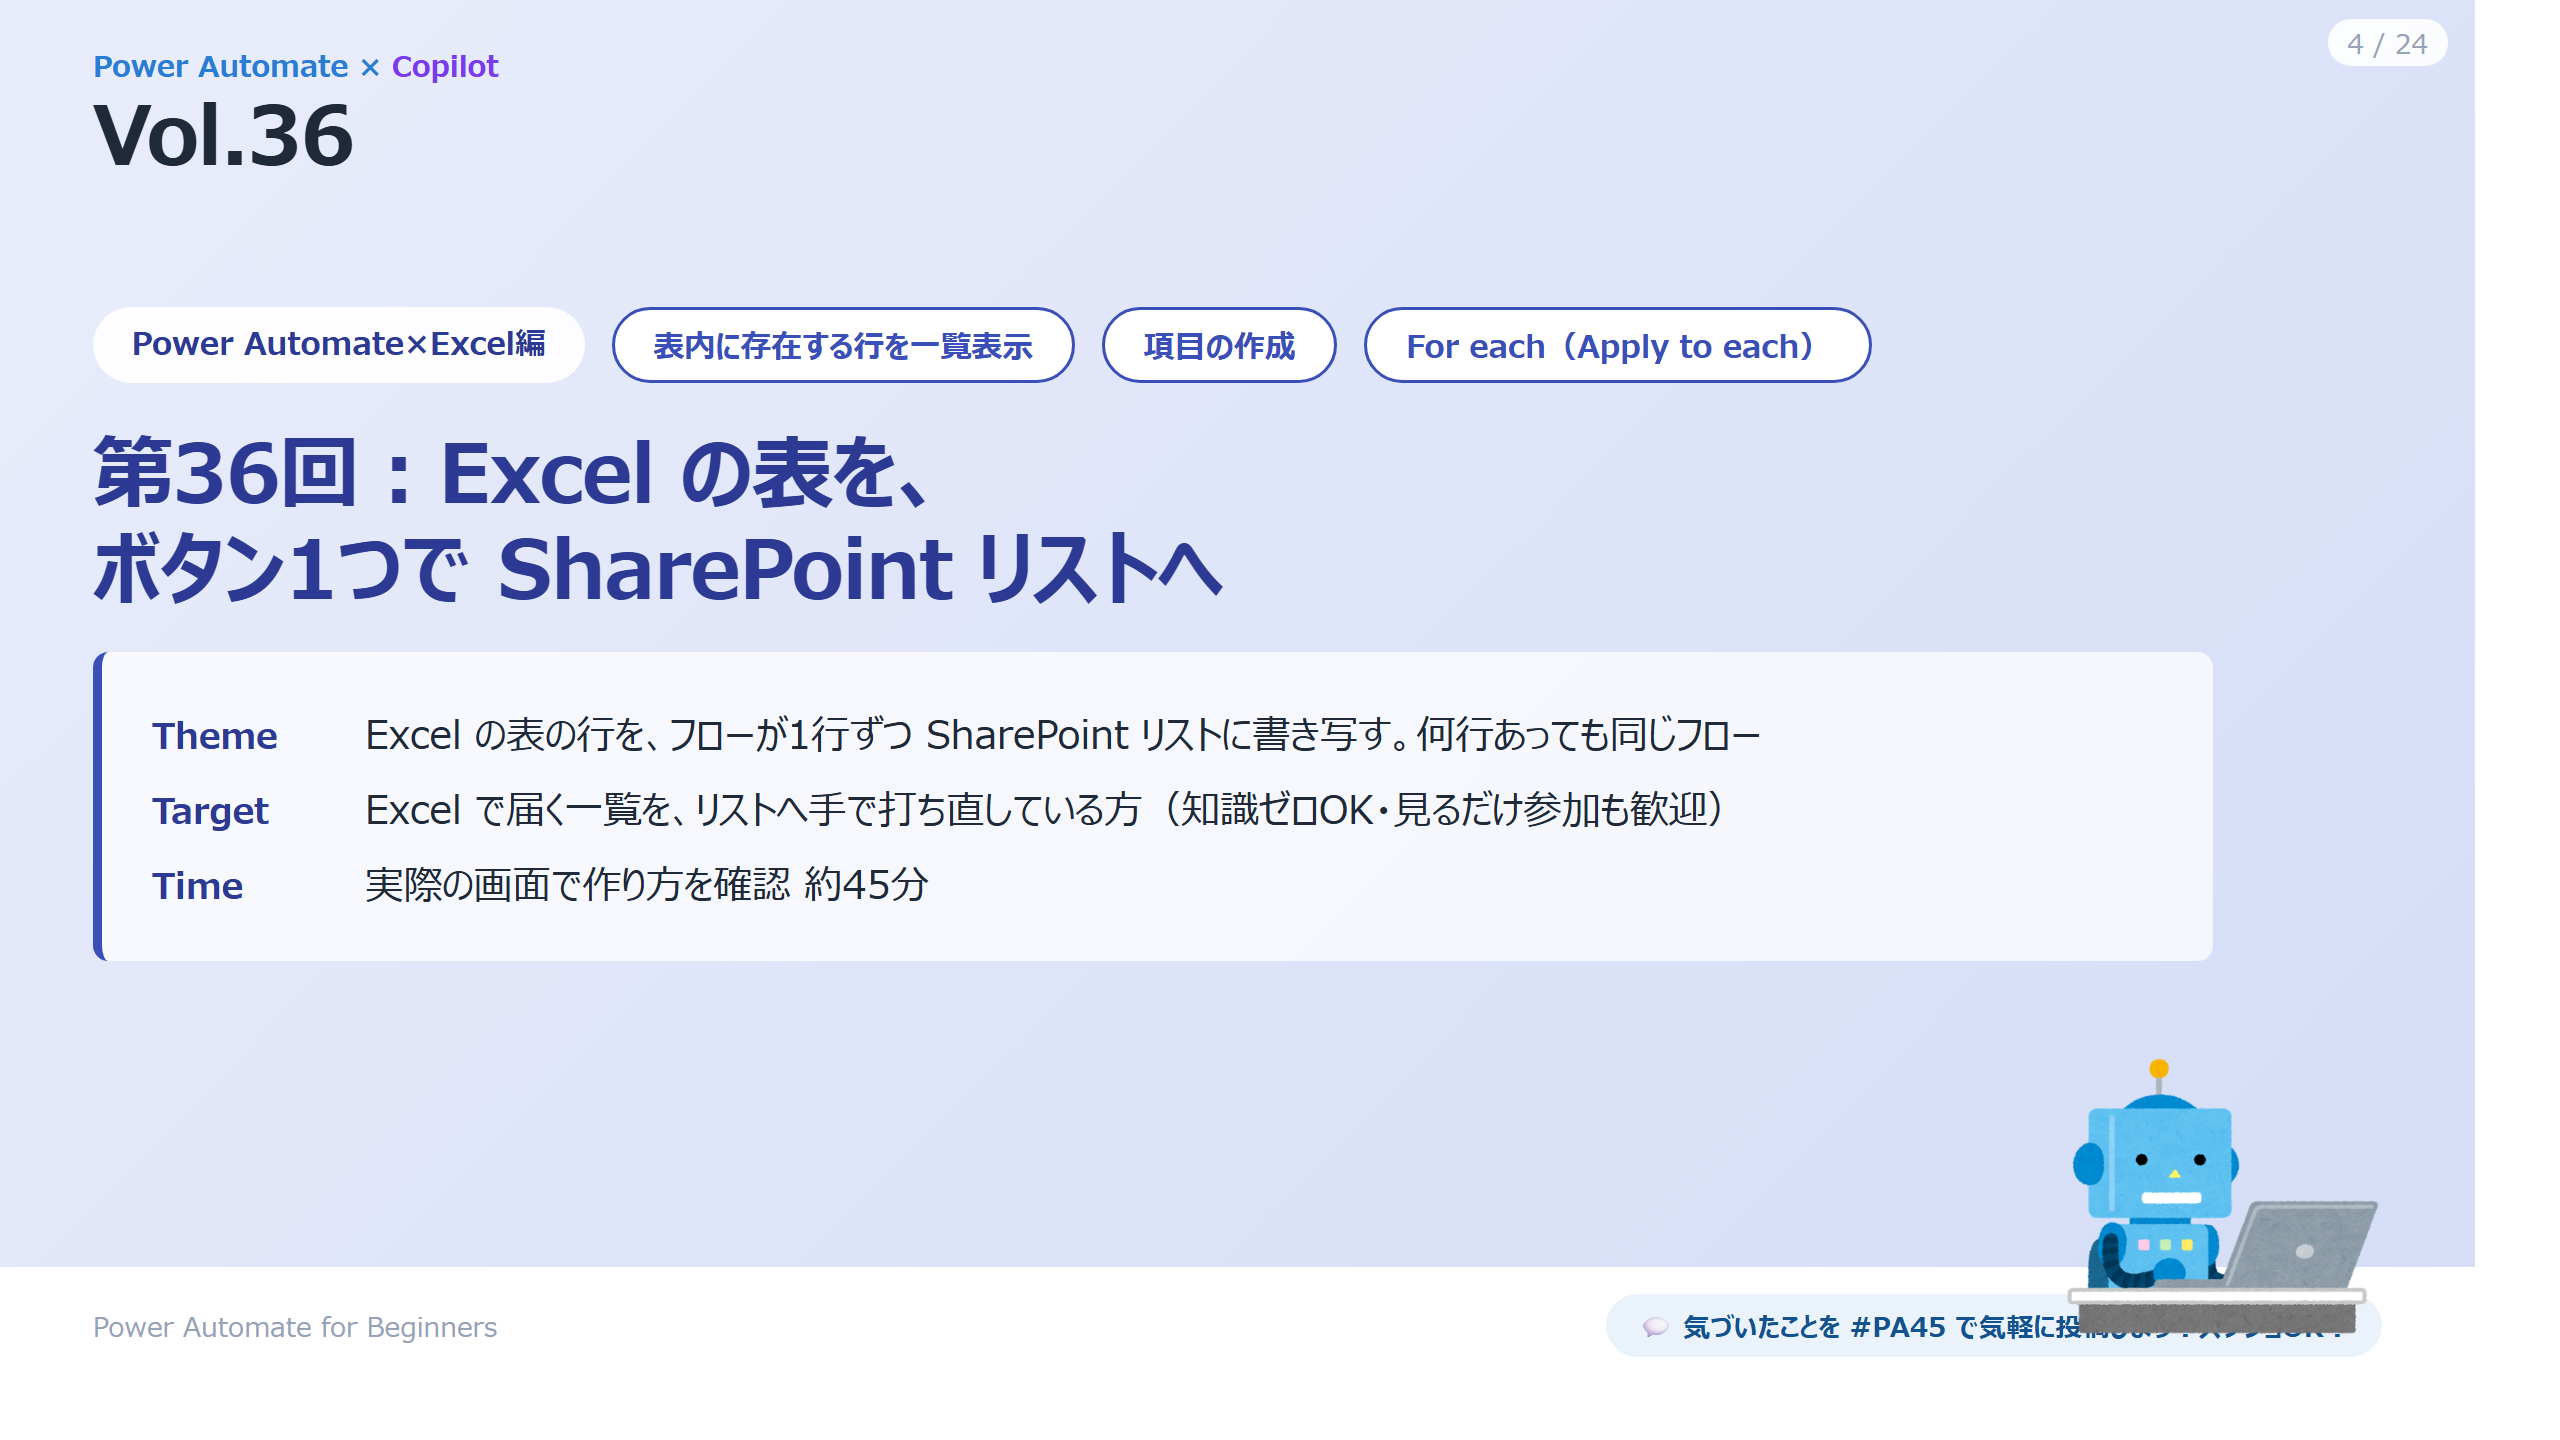 Power Automate × Copilot
Vol.36
4 / 24
Power Automate×Excel編
表内に存在する行を一覧表示
項目の作成
For each（Apply to each）
第36回：Excel の表を、
ボタン1つで SharePoint リストへ
Theme Excel の表の行を、フローが1行ずつ SharePoint リストに書き写す。何行あっても同じフロー
Target Excel で届く一覧を、リストへ手で打ち直している方（知識ゼロOK・見るだけ参加も歓迎）
Time 実際の画面で作り方を確認 約45分
Power Automate for Beginners
気づいたことを #PA45 で気軽に投